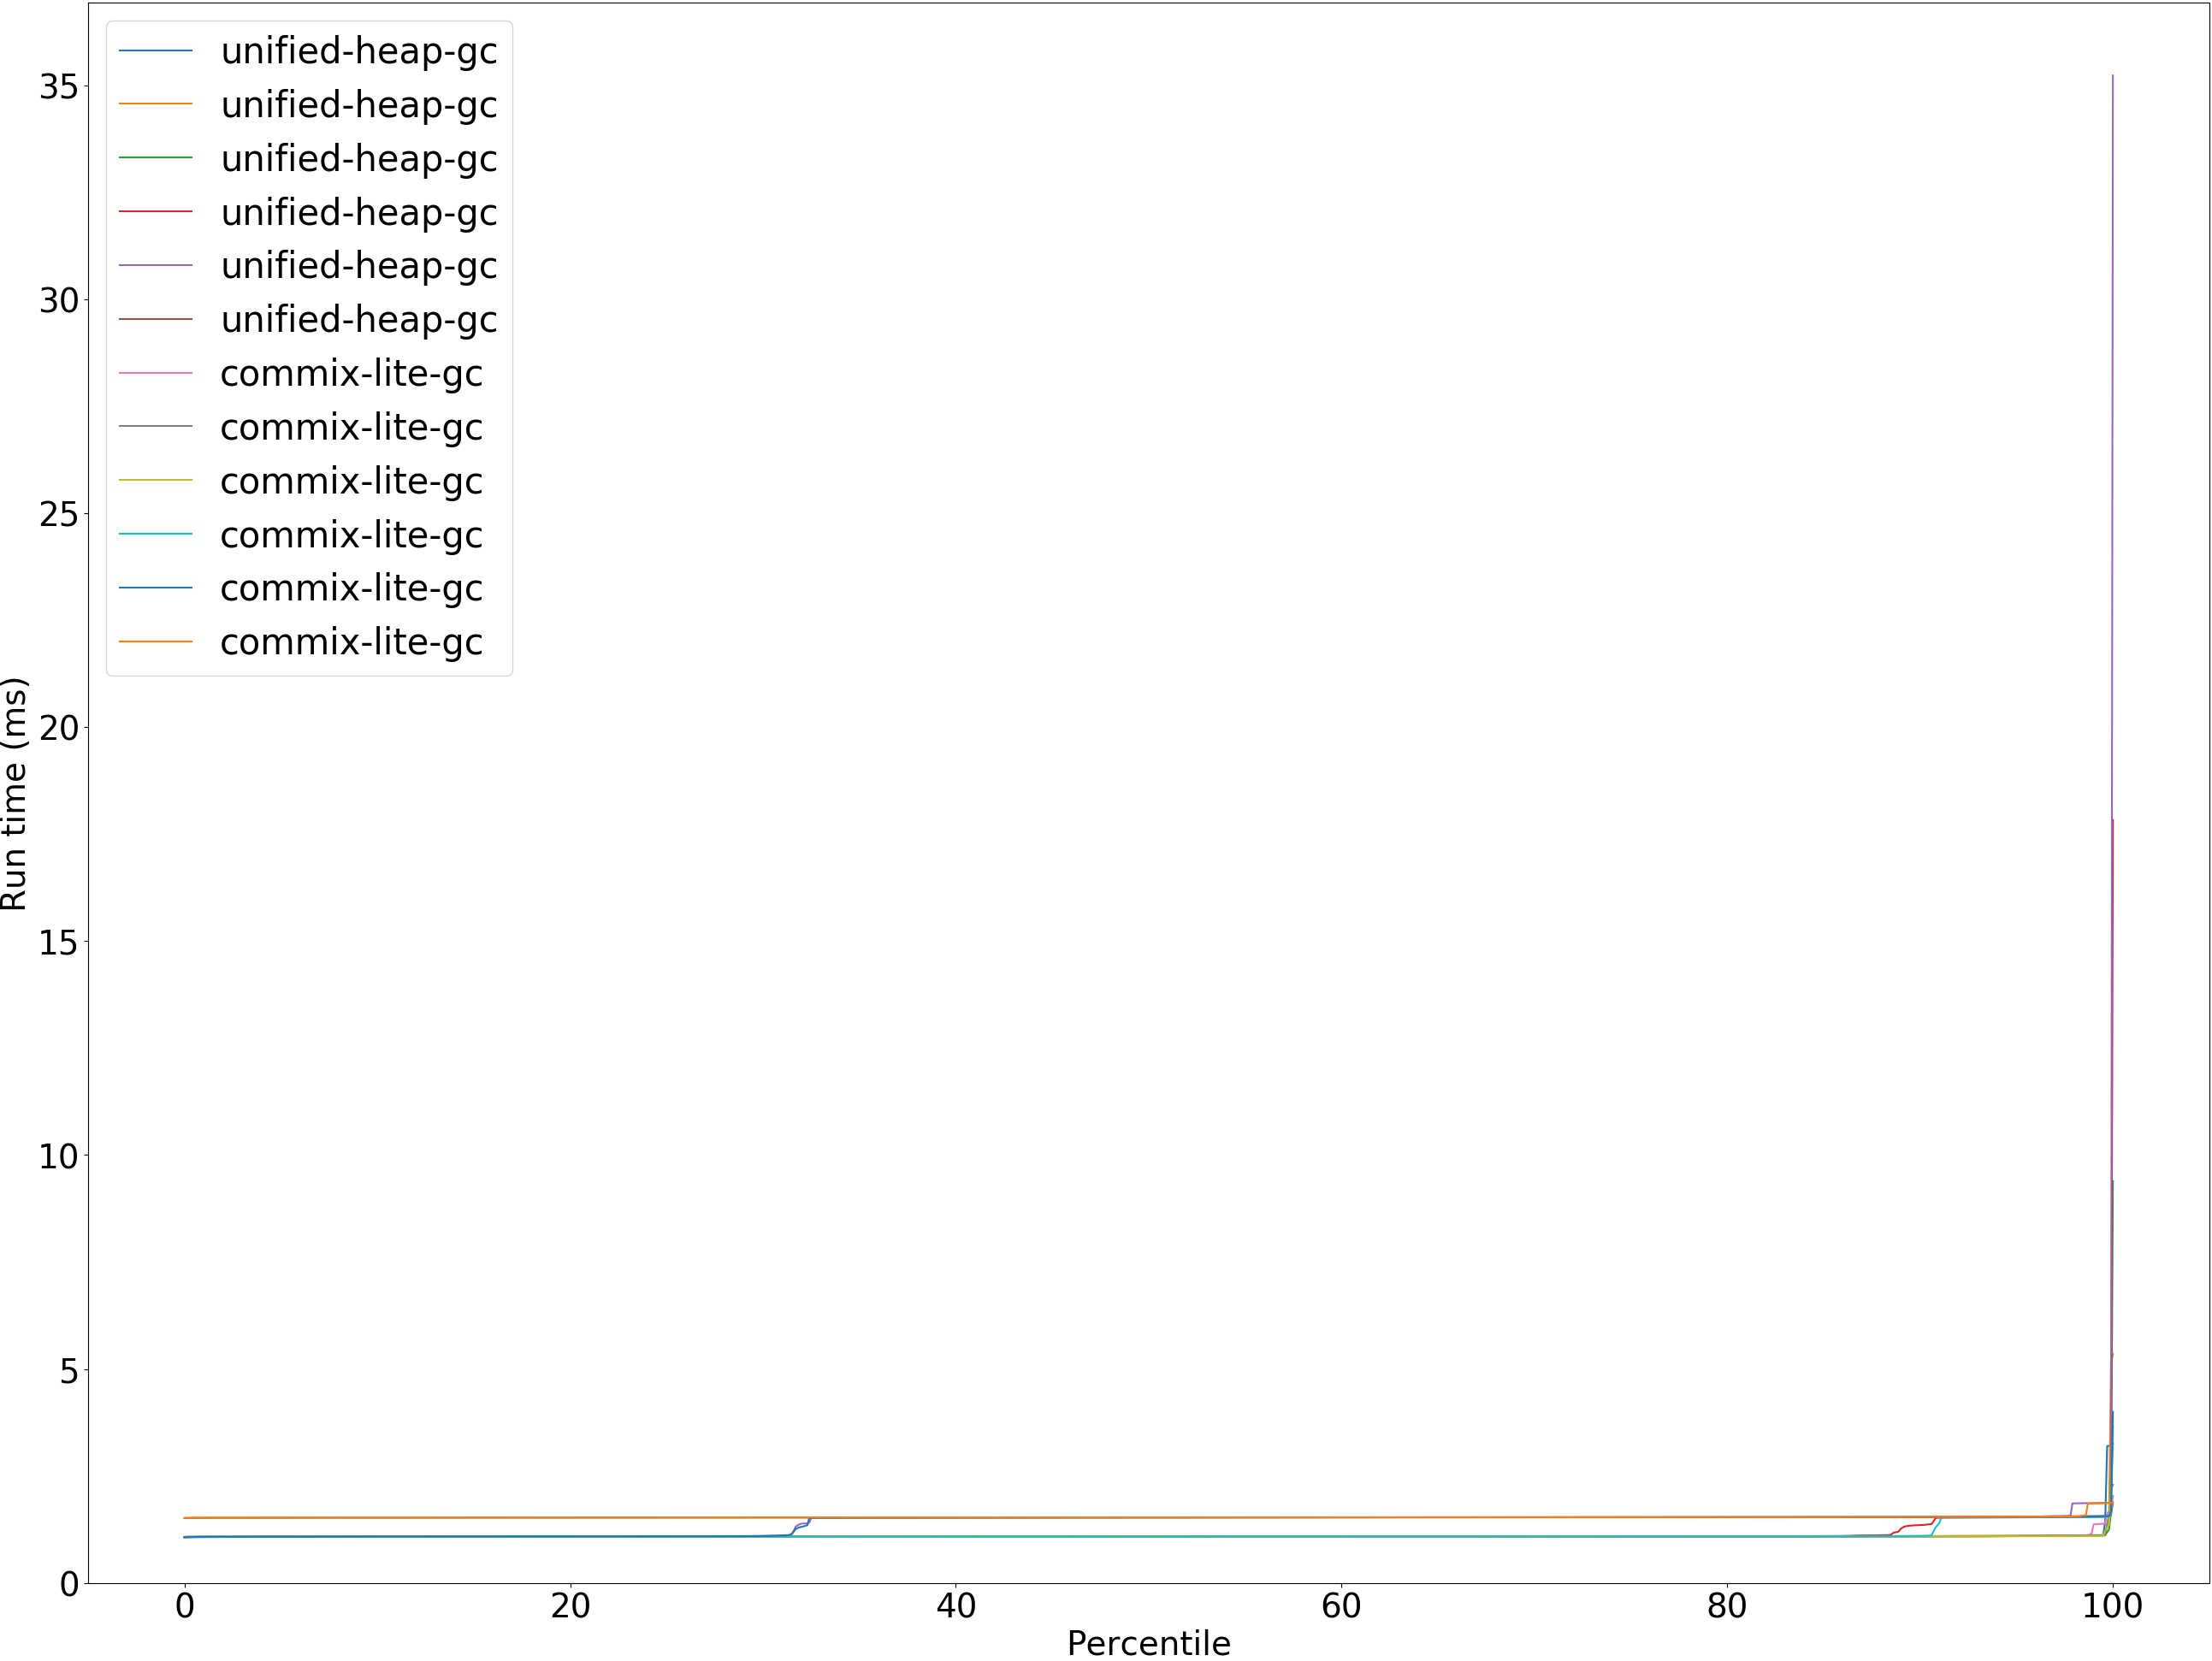 unified-heap-gc
unified-heap-gc
unified-heap-gc
unified-heap-gc
unified-heap-gc
unified-heap-gc
commix-lite-gc
commix-lite-gc
commix-lite-gc
commix-lite-gc
commix-lite-gc
commix-lite-gc
35
30
25
20
15
10
5
0
Run time (ms)
0 20 40 60 80 100
Percentile